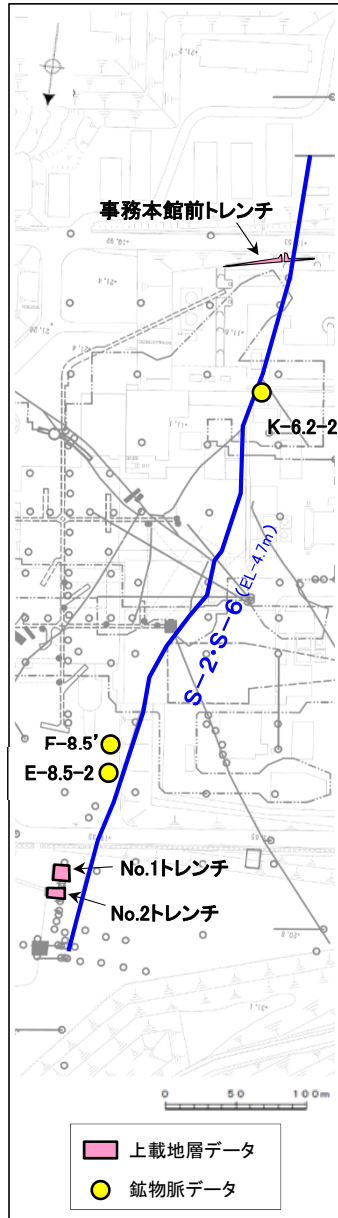 事務本館前トレンチ
K-6.2-2
S-2・S-6 (EL-4.7m)
F-8.5'
E-8.5-2
No.1トレンチ
No.2トレンチ
0 50 100m
上載地層データ
鉱物脈データ